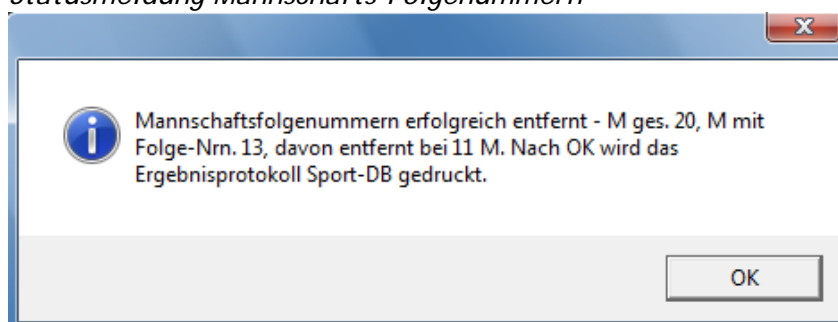 Statusmeldung Mannschafts-Folgenummern
Mannschaftsfolgenummern erfolgreich entfernt - M ges. 20, M mit
Folge-Nrn. 13, davon entfernt bei 11 M. Nach OK wird das
Ergebnisprotokoll Sport-DB gedruckt.
OK